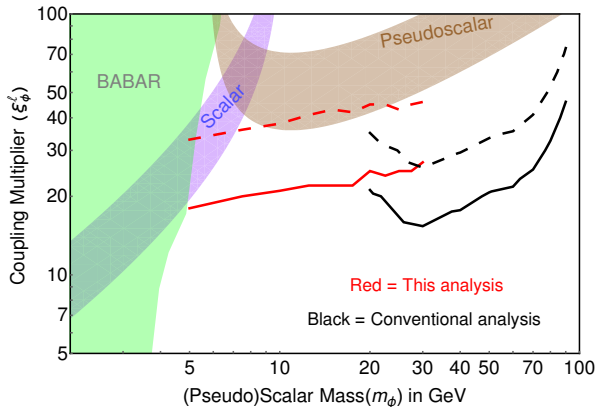 100
70
50
40
30
20
10
7
5
Coupling Multiplier (ξ^ℓ_ϕ)
BABAR
Scalar
Pseudoscalar
Red = This analysis
Black = Conventional analysis
5 10 20 30 40 50 70 100
(Pseudo)Scalar Mass(m_ϕ) in GeV